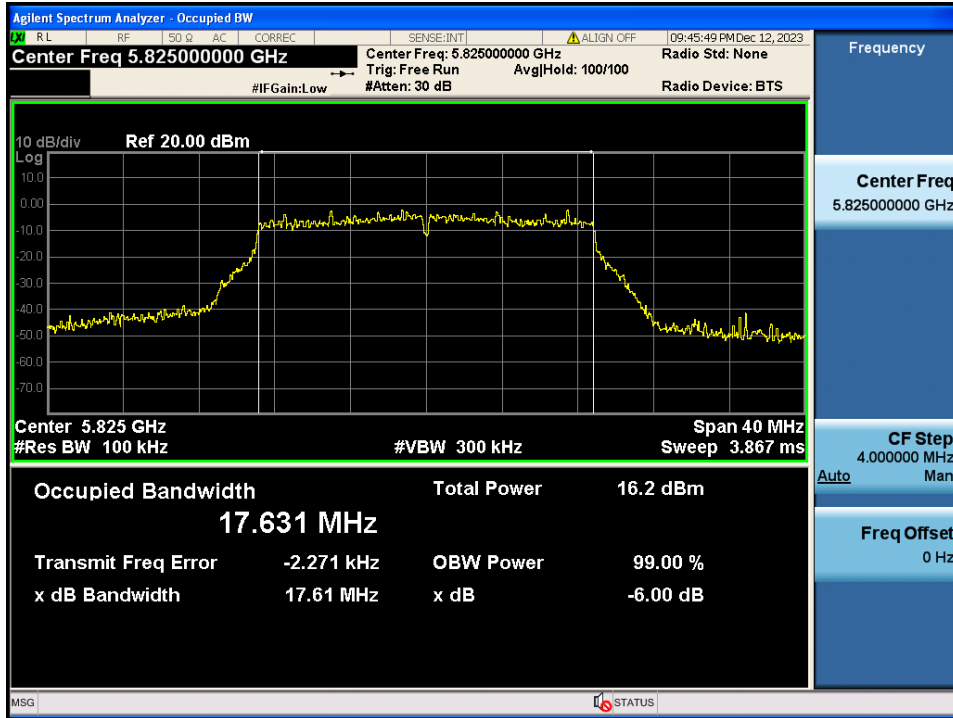 Agilent Spectrum Analyzer - Occupied BW
LXI RL RF 50 Ω AC CORREC SENSE:INT ALIGN OFF 09:45:49 PM Dec 12, 2023
Center Freq 5.825000000 GHz
Center Freq: 5.825000000 GHz
Radio Std: None
Trig: Free Run Avg|Hold: 100/100
#IFGain:Low
#Atten: 30 dB
Radio Device: BTS
10 dB/div Ref 20.00 dBm
Log
10.0
0.00
-10.0
-20.0
-30.0
-40.0
-50.0
-60.0
-70.0
Center 5.825 GHz Span 40 MHz
#Res BW 100 kHz #VBW 300 kHz Sweep 3.867 ms
Occupied Bandwidth Total Power 16.2 dBm
17.631 MHz
Transmit Freq Error -2.271 kHz OBW Power 99.00 %
x dB Bandwidth 17.61 MHz x dB -6.00 dB
MSG STATUS
Frequency
Center Freq
5.825000000 GHz
CF Step
4.000000 MHz
Auto Man
Freq Offset
0 Hz